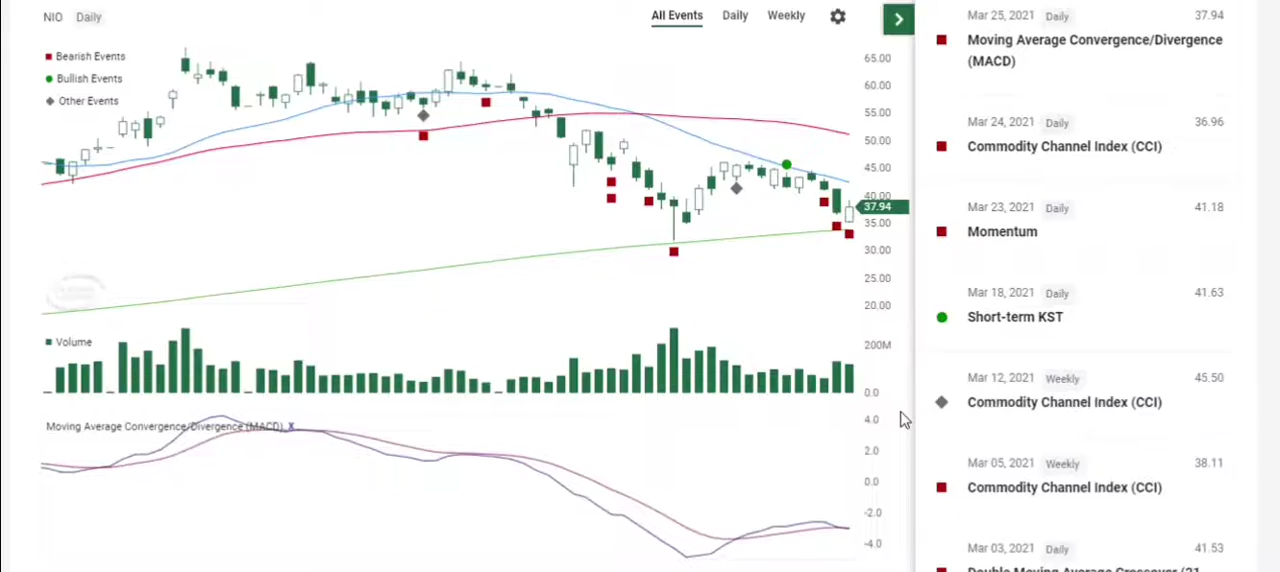 NIO Daily
All Events Daily Weekly
Bearish Events
Bullish Events
Other Events
65.00
60.00
55.00
50.00
45.00
40.00
37.94
35.00
30.00
25.00
20.00
Volume
200M
0.0
Moving Average Convergence/Divergence (MACD) X
4.0
2.0
0.0
-2.0
-4.0
Mar 25, 2021 Daily 37.94
Moving Average Convergence/Divergence
(MACD)
Mar 24, 2021 Daily 36.96
Commodity Channel Index (CCI)
Mar 23, 2021 Daily 41.18
Momentum
Mar 18, 2021 Daily 41.63
Short-term KST
Mar 12, 2021 Weekly 45.50
Commodity Channel Index (CCI)
Mar 05, 2021 Weekly 38.11
Commodity Channel Index (CCI)
Mar 03, 2021 Daily 41.53
Double Moving Average Crossover (21